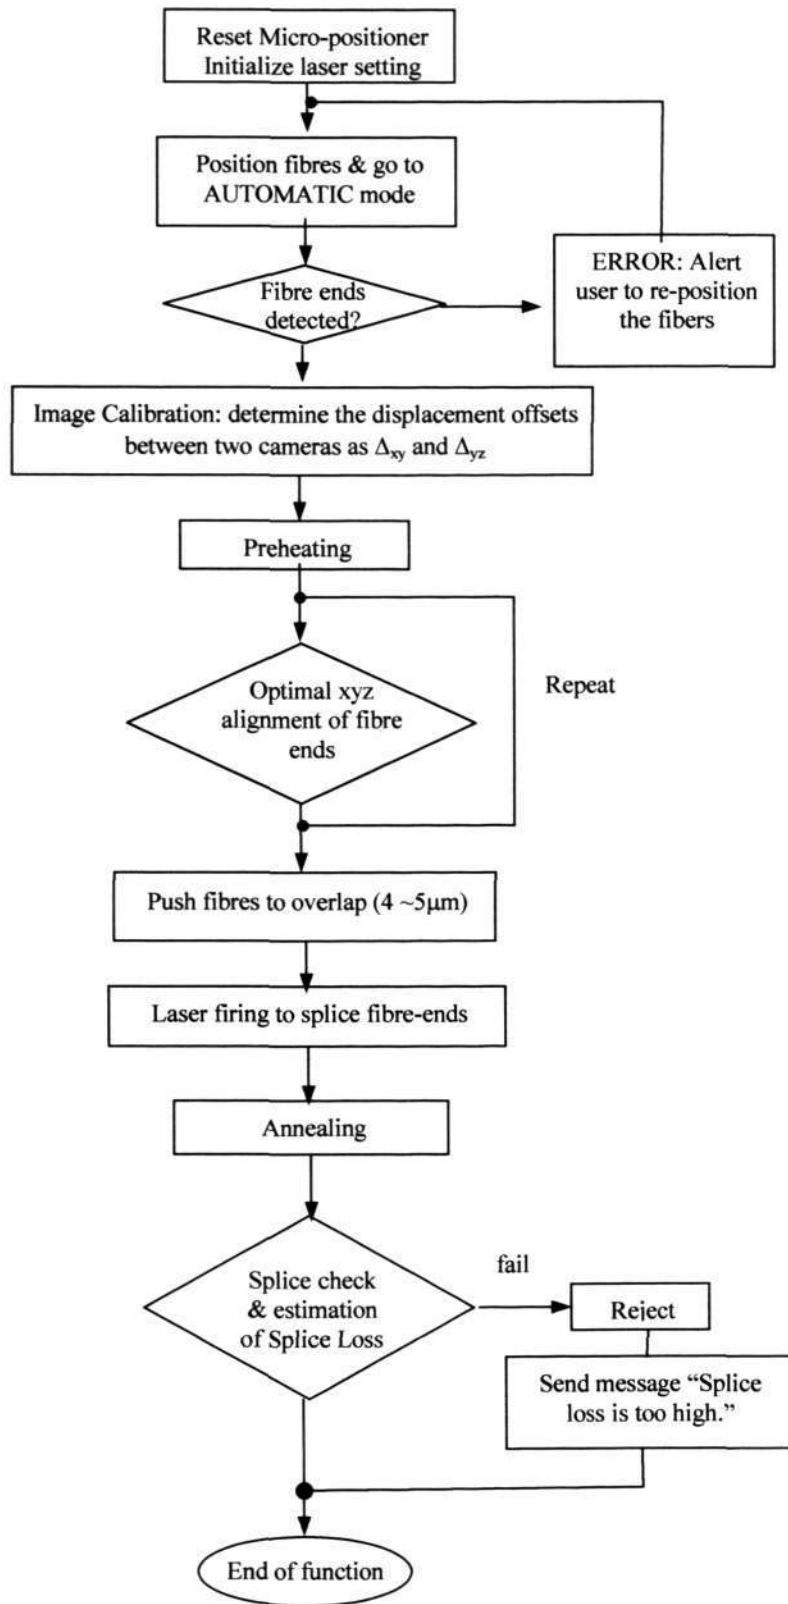 Reset Micro-positioner
Initialize laser setting
Position fibres & go to
AUTOMATIC mode
Fibre ends
detected?
ERROR: Alert
user to re-position
the fibers
Image Calibration: determine the displacement offsets
between two cameras as Δxy and Δyz
Preheating
Optimal xyz
alignment of fibre
ends
Repeat
Push fibres to overlap (4 ~5μm)
Laser firing to splice fibre-ends
Annealing
Splice check
& estimation
of Splice Loss
fail
Reject
Send message “Splice
loss is too high.”
End of function